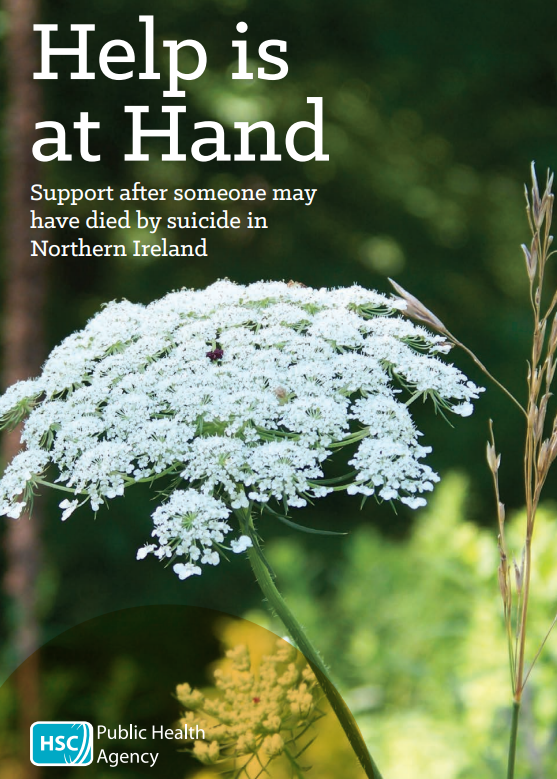 Help is
at Hand
Support after someone may
have died by suicide in
Northern Ireland
HSC
Public Health
Agency